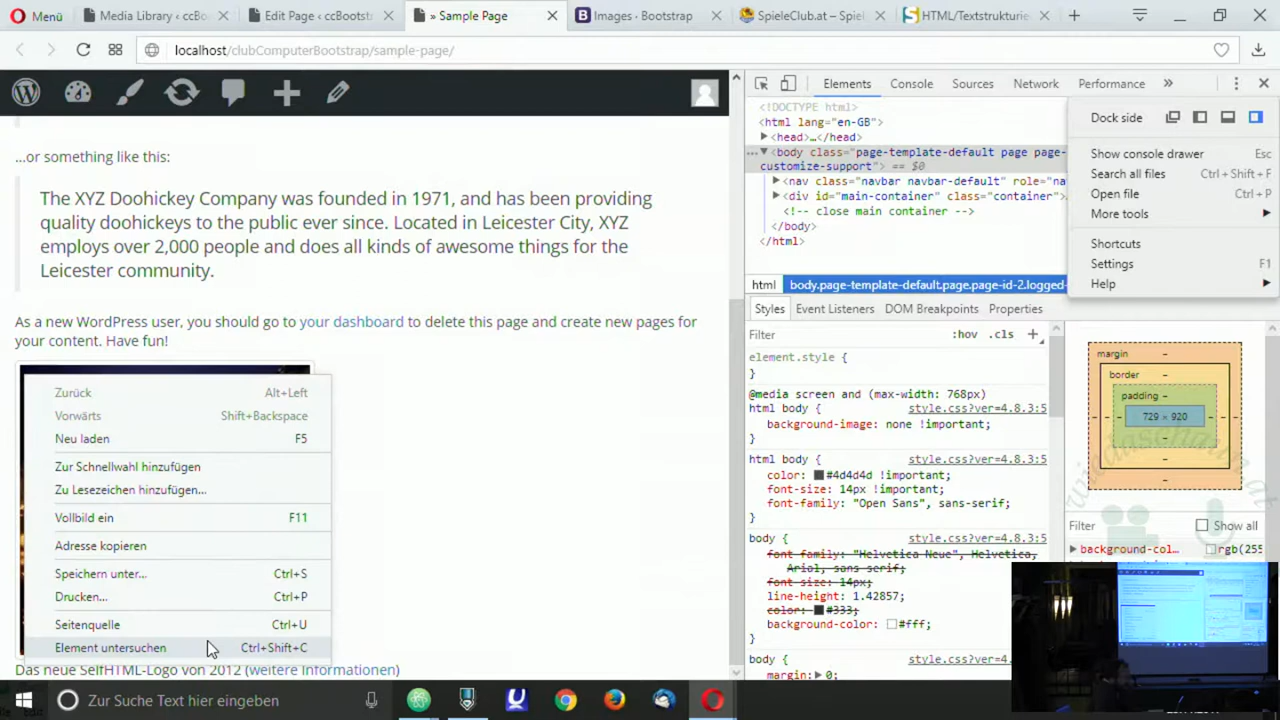 Menü
Media Library ‹ ccBo
Edit Page ‹ ccBootst
» Sample Page
Images · Bootstrap
SpieleClub.at – Spiel
HTML/Textstrukturie
localhost/clubComputerBootstrap/sample-page/
...or something like this:
The XYZ Doohickey Company was founded in 1971, and has been providing
quality doohickeys to the public ever since. Located in Leicester City, XYZ
employs over 2,000 people and does all kinds of awesome things for the
Leicester community.
As a new WordPress user, you should go to your dashboard to delete this page and create new pages for
your content. Have fun!
Zurück Alt+Left
Vorwärts Shift+Backspace
Neu laden F5
Zur Schnellwahl hinzufügen
Zu Lesezeichen hinzufügen...
Vollbild ein F11
Adresse kopieren
Speichern unter... Ctrl+S
Drucken... Ctrl+P
Seitenquelle Ctrl+U
Element untersuchen Ctrl+Shift+C
Das neue SelfHTML-Logo von 2012 (weitere Informationen)
Elements Console Sources Network Performance »
<!DOCTYPE html>
<html lang="en-GB">
<head>…</head>
<body class="page-template-default page page-
customize-support"> == $0
<nav class="navbar navbar-default" role="na
<div id="main-container" class="container">
<!-- close main container -->
</body>
</html>
Dock side
Show console drawer Esc
Search all files Ctrl+Shift+F
Open file Ctrl+P
More tools
Shortcuts
Settings F1
Help
html body.page-template-default.page.page-id-2.logged-
Styles Event Listeners DOM Breakpoints Properties
Filter :hov .cls +
element.style {
}
@media screen and (max-width: 768px)
html body { style.css?ver=4.8.3:5
background-image: none !important;
}
html body { style.css?ver=4.8.3:5
color: #4d4d4d !important;
font-size: 14px !important;
font-family: "Open Sans", sans-serif;
}
body { style.css?ver=4.8.3:5
font-family: "Helvetica Neue", Helvetica,
Arial, sans-serif;
font-size: 14px;
line-height: 1.42857;
color: #333;
background-color: #fff;
}
body { style.css?ver=4.8.3:5
margin: 0;
margin –
border –
padding –
729 × 920
Filter Show all
background-col… rgb(255
wiedaschaun.at
Zur Suche Text hier eingeben